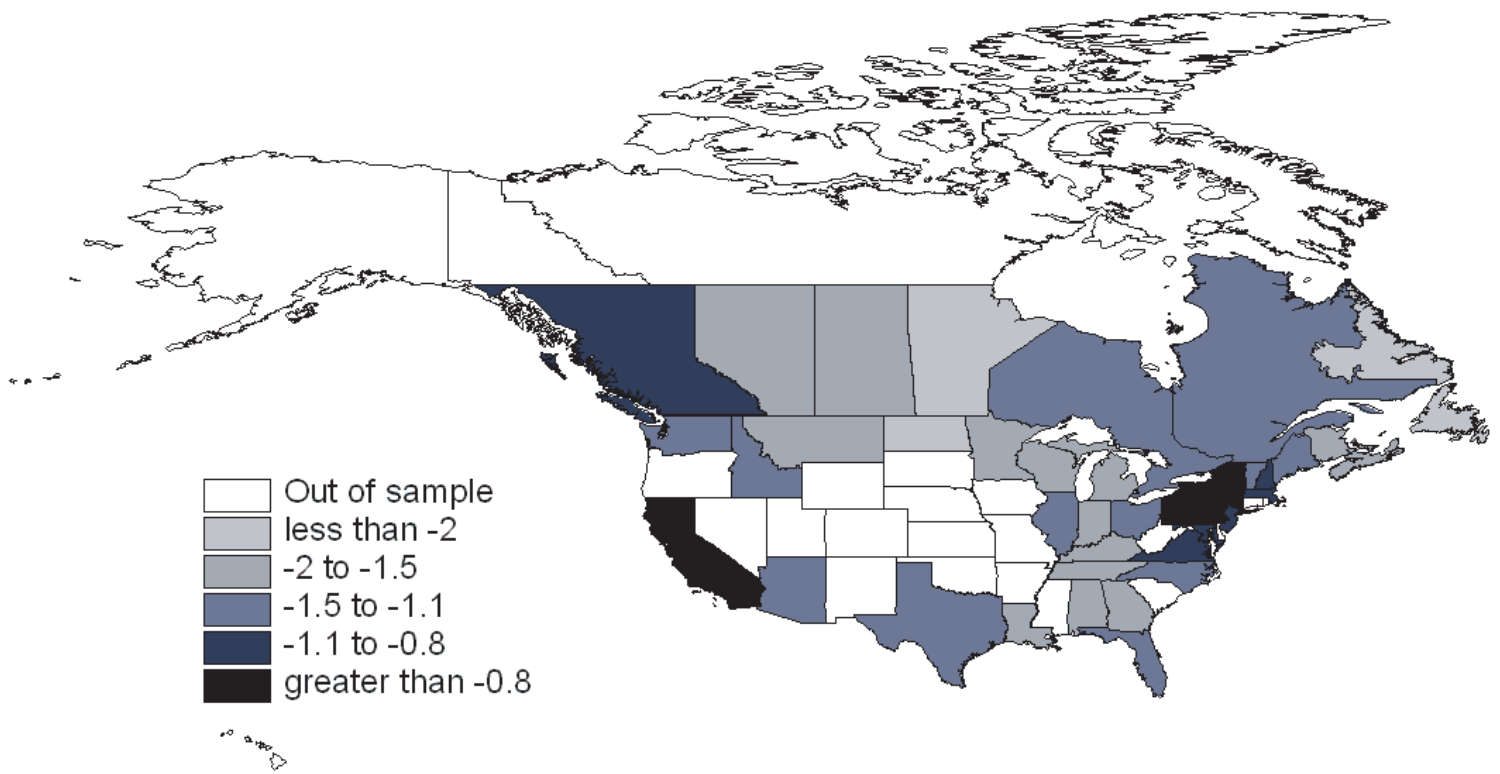 Out of sample
less than -2
-2 to -1.5
-1.5 to -1.1
-1.1 to -0.8
greater than -0.8